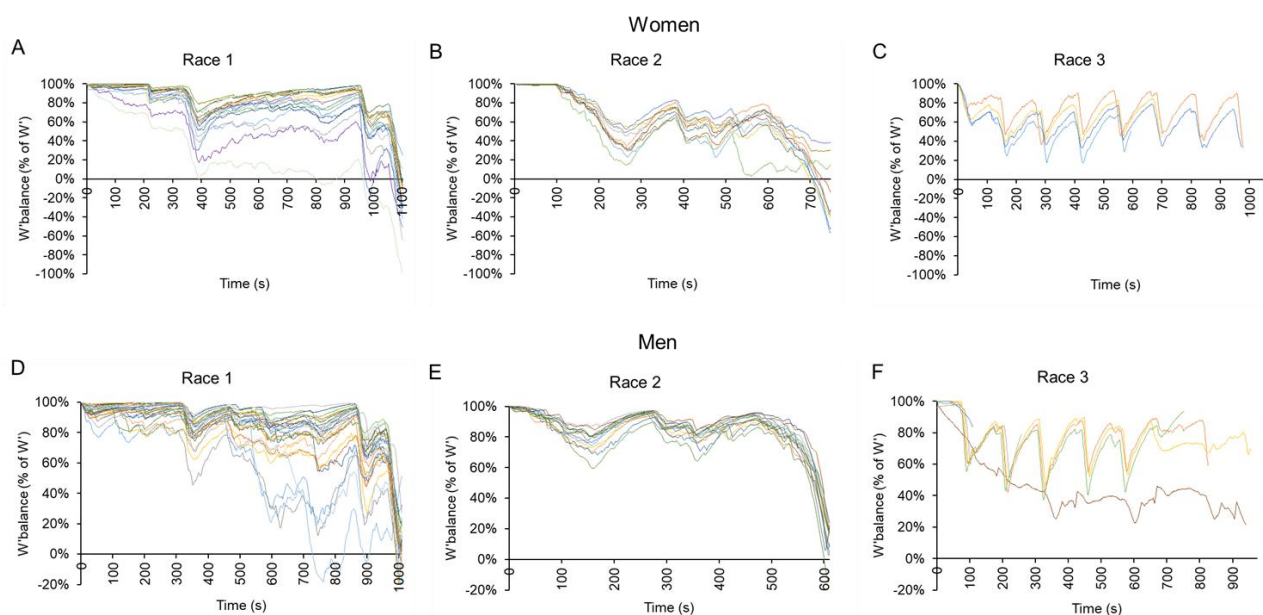 Women
A
Race 1
W'balance (% of W')
100%
80%
60%
40%
20%
0%
-20%
-40%
-60%
-80%
-100%
0 100 200 300 400 500 600 700 800 900 1000 1100
Time (s)
B
Race 2
W'balance (% of W')
100%
80%
60%
40%
20%
0%
-20%
-40%
-60%
-80%
-100%
0 100 200 300 400 500 600 700
Time (s)
C
Race 3
W'balance (% of W')
100%
80%
60%
40%
20%
0%
-20%
-40%
-60%
-80%
-100%
0 100 200 300 400 500 600 700 800 900 1000
Time (s)
Men
D
Race 1
W'balance (% of W')
100%
80%
60%
40%
20%
0%
-20%
0 100 200 300 400 500 600 700 800 900 1000
Time (s)
E
Race 2
W'balance (% of W')
100%
80%
60%
40%
20%
0%
-20%
0 100 200 300 400 500 600
Time (s)
F
Race 3
W'balance (% of W')
100%
80%
60%
40%
20%
0%
-20%
0 100 200 300 400 500 600 700 800 900
Time (s)